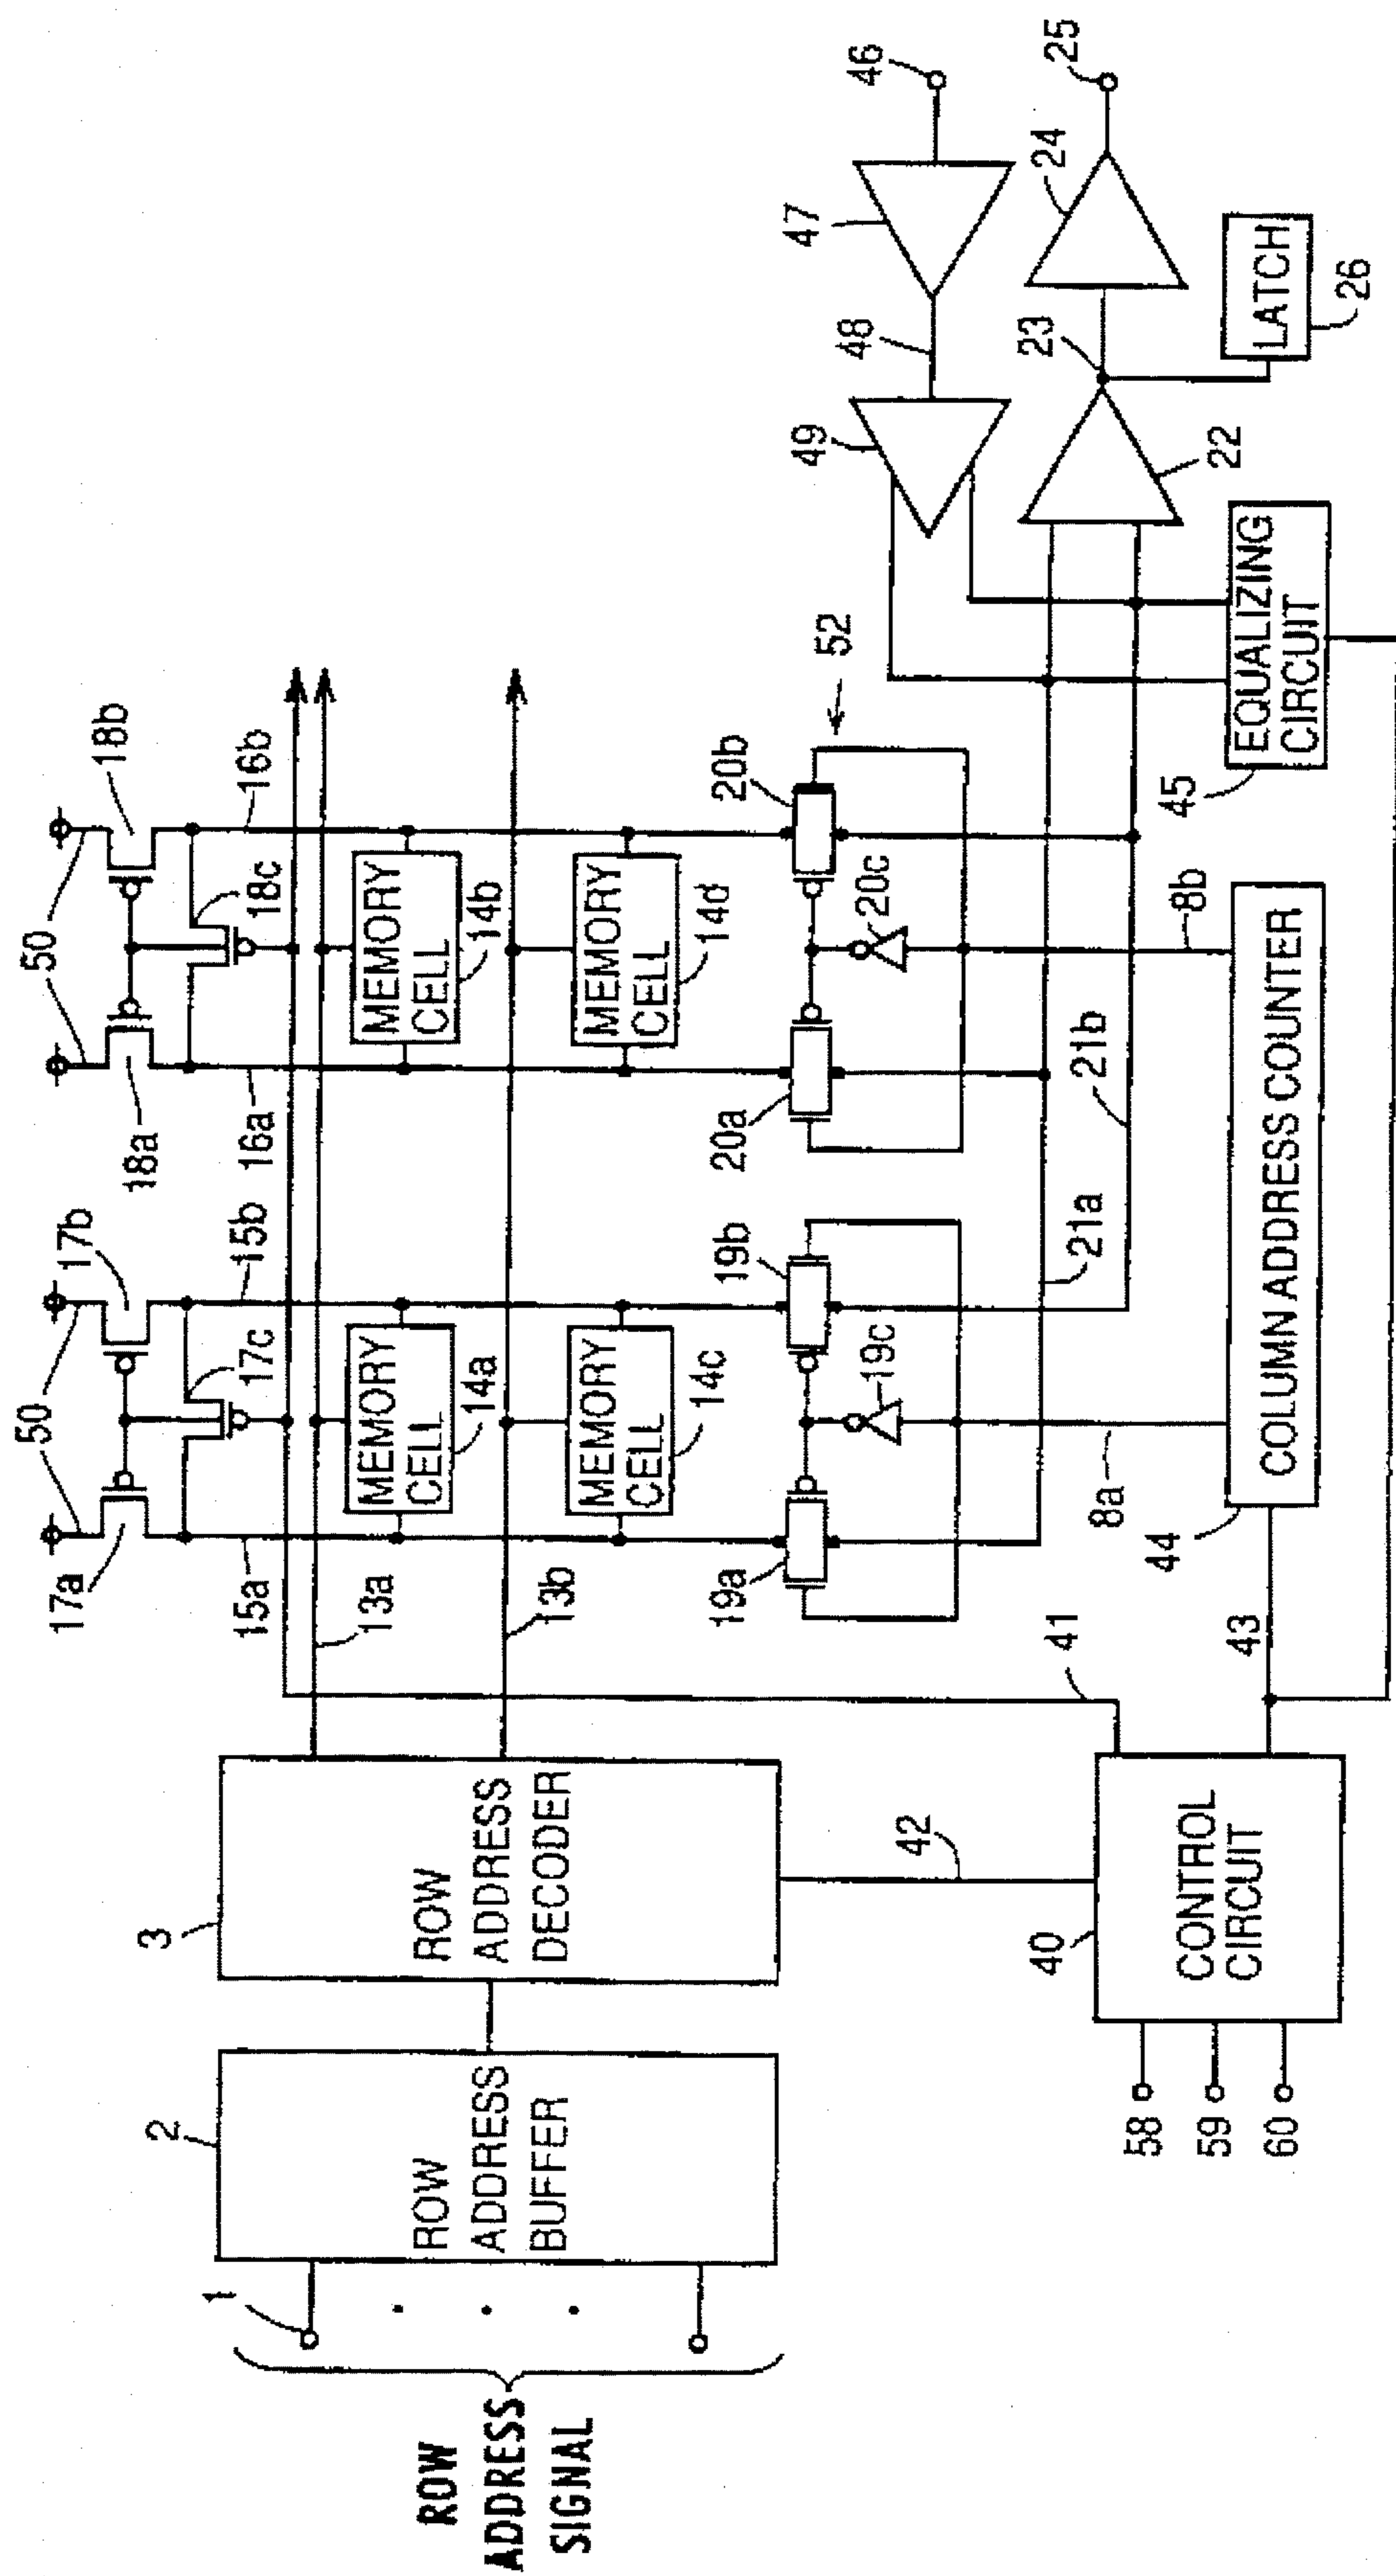 50
50
17a
17b
18a
18b
15a
17c
15b
16a
18c
16b
13a
MEMORY
CELL
14a
MEMORY
CELL
14b
13b
MEMORY
CELL
14c
MEMORY
CELL
14d
ROW
ADDRESS
SIGNAL
1
2
ROW
ADDRESS
BUFFER
3
ROW
ADDRESS
DECODER
19a
19b
19c
20a
20b
20c
52
47
46
48
49
21a
21b
22
23
24
25
LATCH
26
42
41
8a
8b
58
59
60
40
CONTROL
CIRCUIT
43
44
COLUMN ADDRESS COUNTER
45
EQUALIZING
CIRCUIT